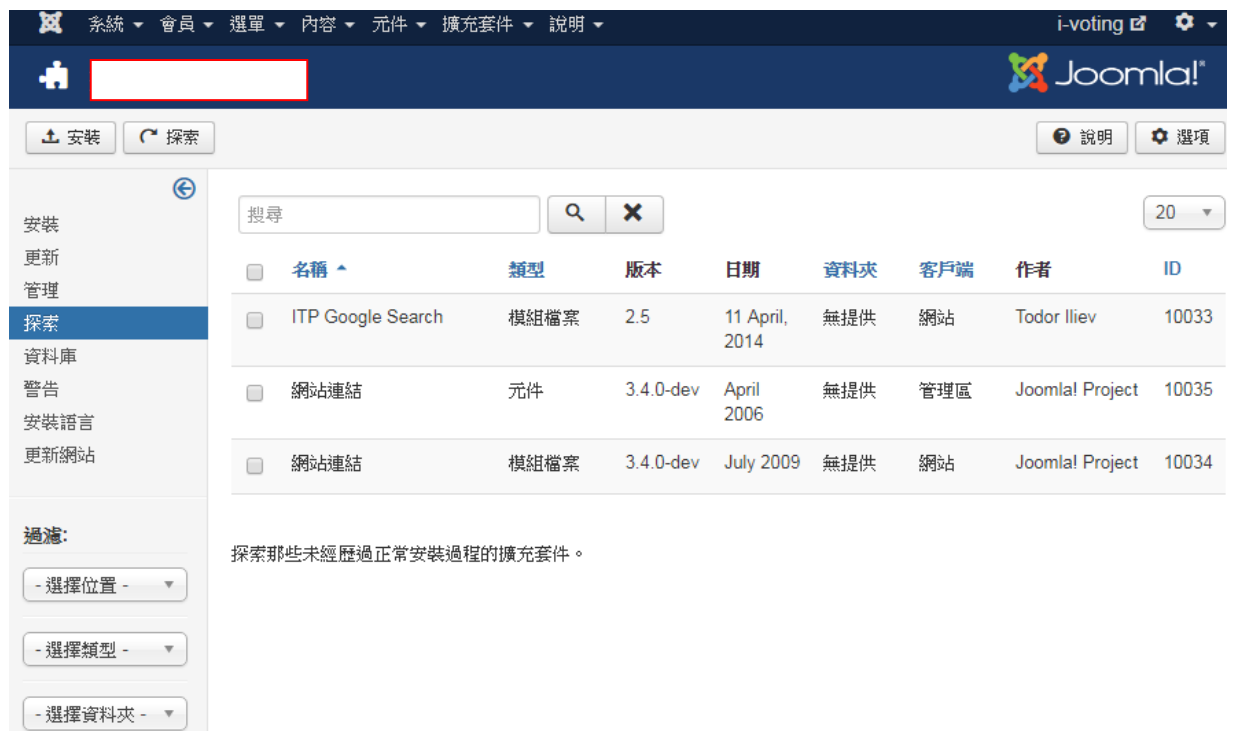 系統 會員 選單 內容 元件 擴充套件 說明 i-voting
Joomla!®
安裝 探索 說明 選項
安裝
更新
管理
探索
資料庫
警告
安裝語言
更新網站
過濾:
- 選擇位置 -
- 選擇類型 -
- 選擇資料夾 -
搜尋 20
名稱 類型 版本 日期 資料夾 客戶端 作者 ID
ITP Google Search 模組檔案 2.5 11 April, 無提供 網站 Todor Iliev 10033
2014
網站連結 元件 3.4.0-dev April 無提供 管理區 Joomla! Project 10035
2006
網站連結 模組檔案 3.4.0-dev July 2009 無提供 網站 Joomla! Project 10034
探索那些未經歷過正常安裝過程的擴充套件。